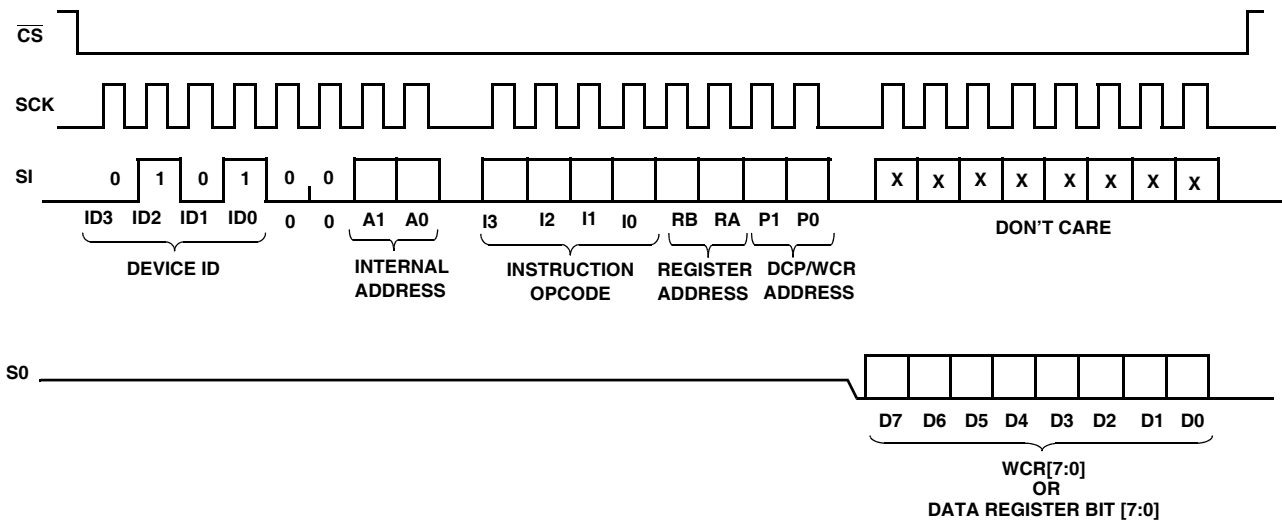 CS
SCK
SI
0 1 0 1 0 0
X X X X X X X X
ID3 ID2 ID1 ID0 0 0 A1 A0 I3 I2 I1 I0 RB RA P1 P0
DON'T CARE
DEVICE ID
INTERNAL
ADDRESS
INSTRUCTION
OPCODE
REGISTER
ADDRESS
DCP/WCR
ADDRESS
S0
D7 D6 D5 D4 D3 D2 D1 D0
WCR[7:0]
OR
DATA REGISTER BIT [7:0]